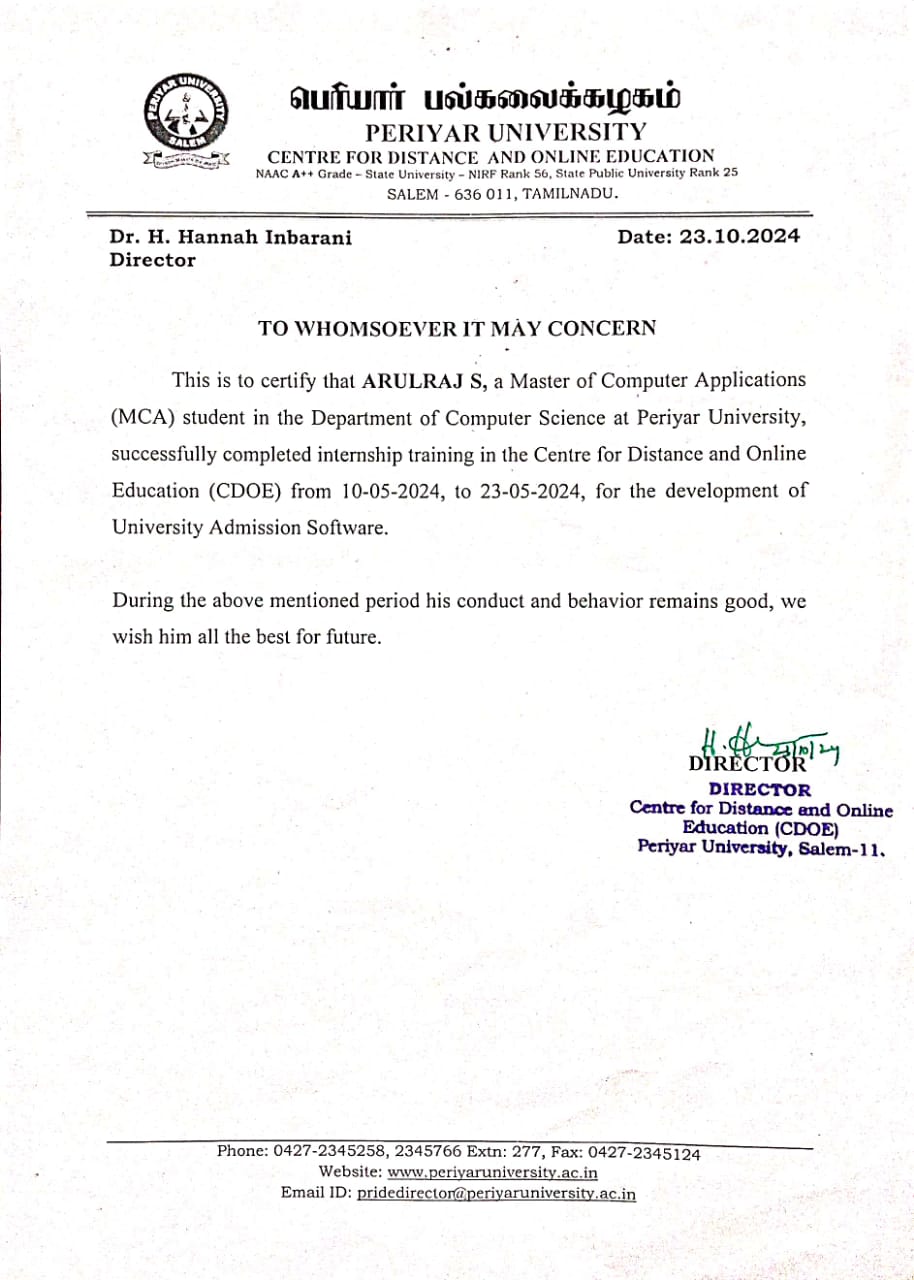 PERIYAR UNIVERSITY
SALEM
பெரியார் பல்கலைக்கழகம்
PERIYAR UNIVERSITY
CENTRE FOR DISTANCE AND ONLINE EDUCATION
NAAC A++ Grade – State University – NIRF Rank 56, State Public University Rank 25
SALEM - 636 011, TAMILNADU.
Dr. H. Hannah Inbarani Date: 23.10.2024
Director
TO WHOMSOEVER IT MAY CONCERN
This is to certify that ARULRAJ S, a Master of Computer Applications
(MCA) student in the Department of Computer Science at Periyar University,
successfully completed internship training in the Centre for Distance and Online
Education (CDOE) from 10-05-2024, to 23-05-2024, for the development of
University Admission Software.
During the above mentioned period his conduct and behavior remains good, we
wish him all the best for future.
23/10/24
DIRECTOR
DIRECTOR
Centre for Distance and Online
Education (CDOE)
Periyar University, Salem-11.
Phone: 0427-2345258, 2345766 Extn: 277, Fax: 0427-2345124
Website: www.periyaruniversity.ac.in
Email ID: pridedirector@periyaruniversity.ac.in